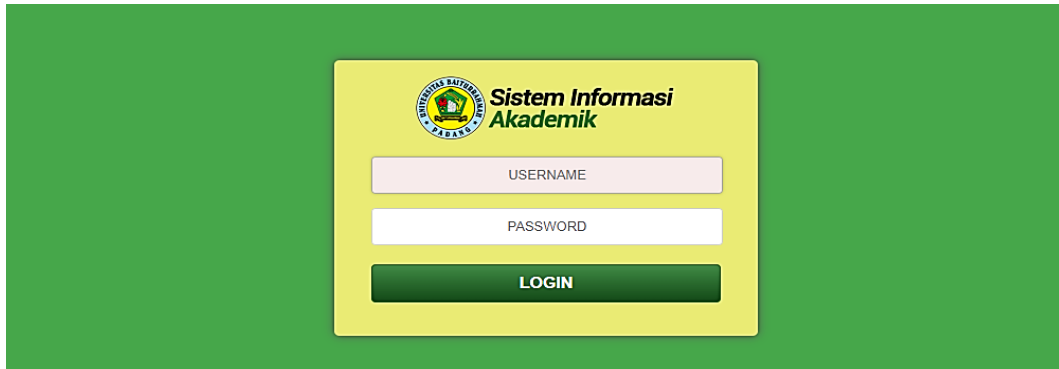 UNIVERSITAS BAITURRAHMAH
PADANG
Sistem Informasi
Akademik
USERNAME
PASSWORD
LOGIN